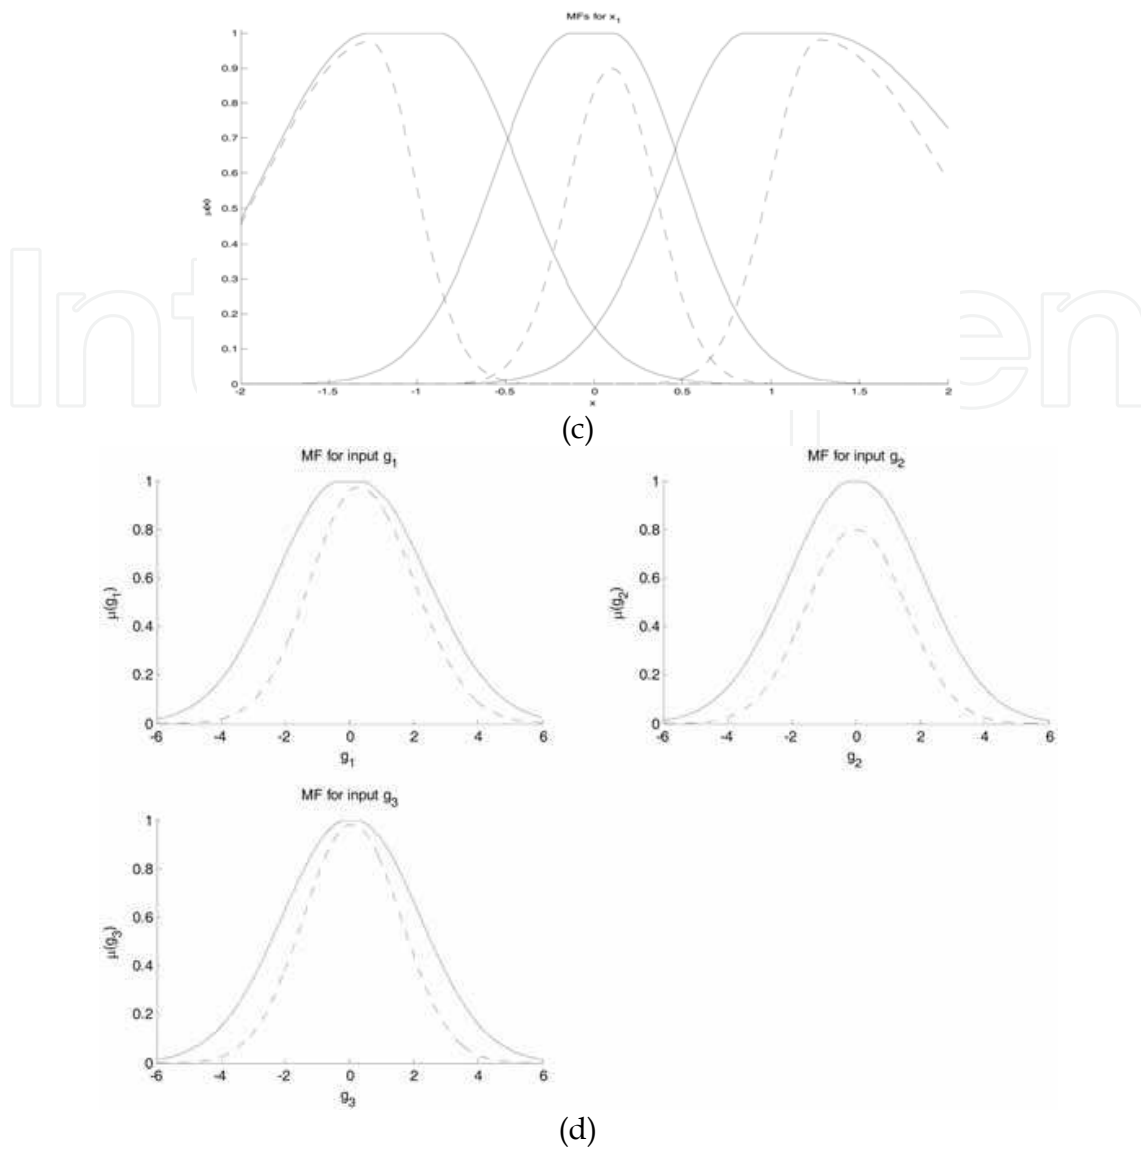 MFs for x1
1
0.9
0.8
0.7
0.6
0.5
0.4
0.3
0.2
0.1
0
μ(x)
-2 -1.5 -1 -0.5 0 0.5 1 1.5 2
x
(c)
MF for input g1
1
0.8
0.6
0.4
0.2
0
μ(g1)
-6 -4 -2 0 2 4 6
g1
MF for input g2
1
0.8
0.6
0.4
0.2
0
μ(g2)
-6 -4 -2 0 2 4 6
g2
MF for input g3
1
0.8
0.6
0.4
0.2
0
μ(g3)
-6 -4 -2 0 2 4 6
g3
(d)